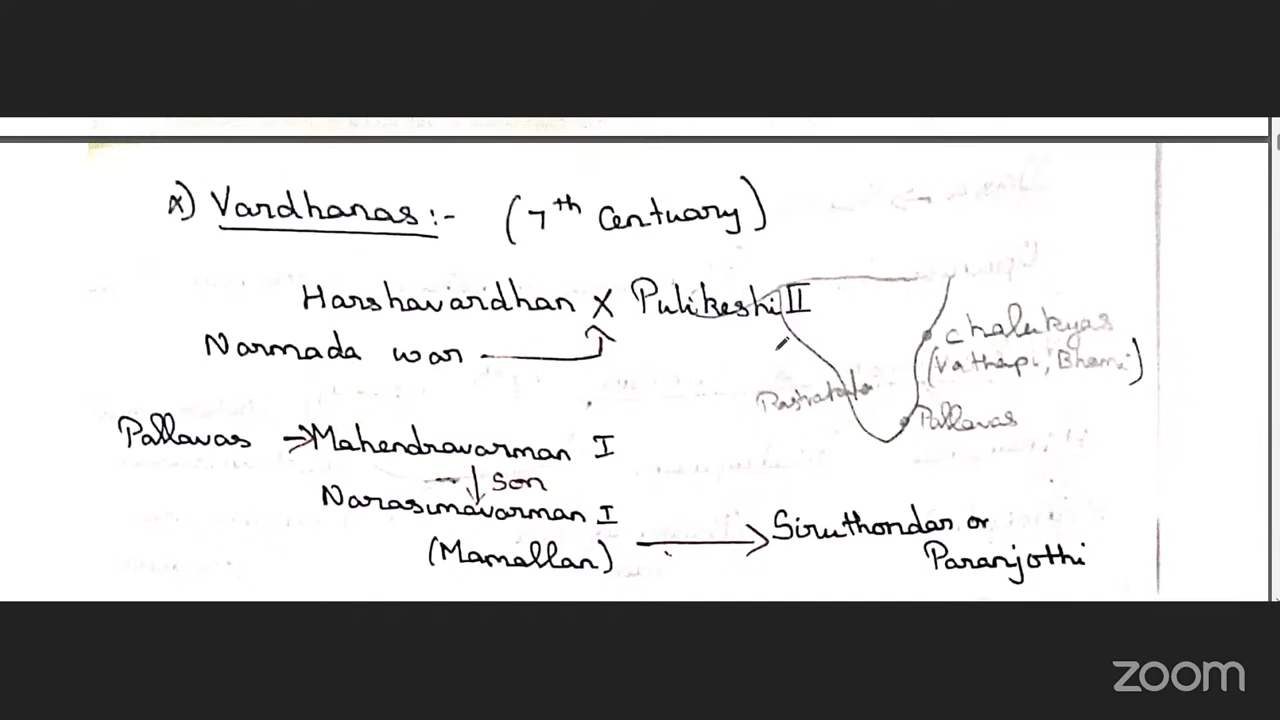 x) Vardhanas :- (7th Centuary)
Harshavardhan X Pulikeshi II
Narmada war
Chalukyas
(Vathapi, Bhami)
Rastrakuta
Pallavas
Pallavas → Mahendravarman I
↓ Son
Narasimavarman I
(Mamallan) → Siruthondar or
Paranjothi
zoom